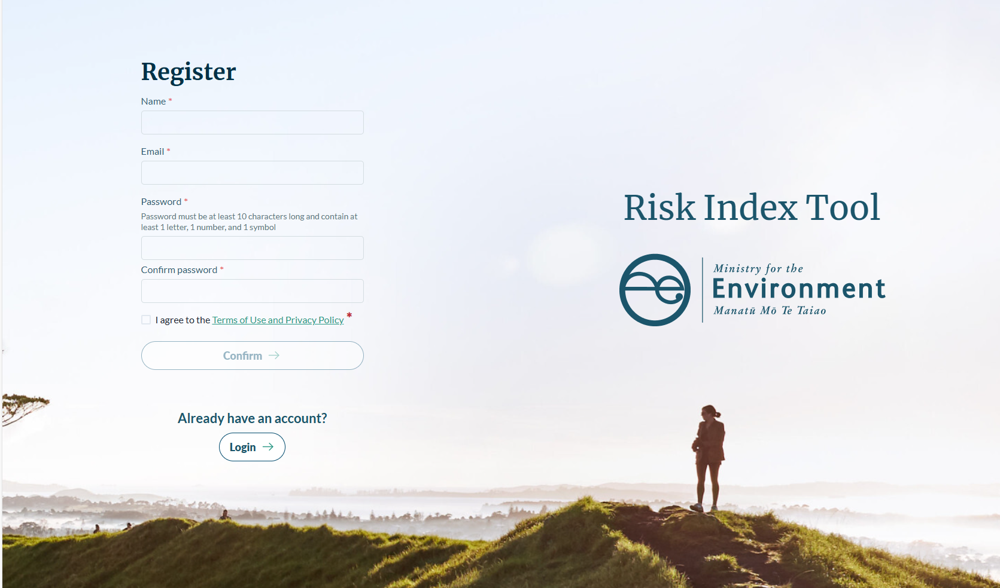 Register
Name *
Email *
Password *
Password must be at least 10 characters long and contain at
least 1 letter, 1 number, and 1 symbol
Confirm password *
I agree to the Terms of Use and Privacy Policy *
Confirm →
Already have an account?
Login →
Risk Index Tool
Ministry for the
Environment
Manatū Mō Te Taiao